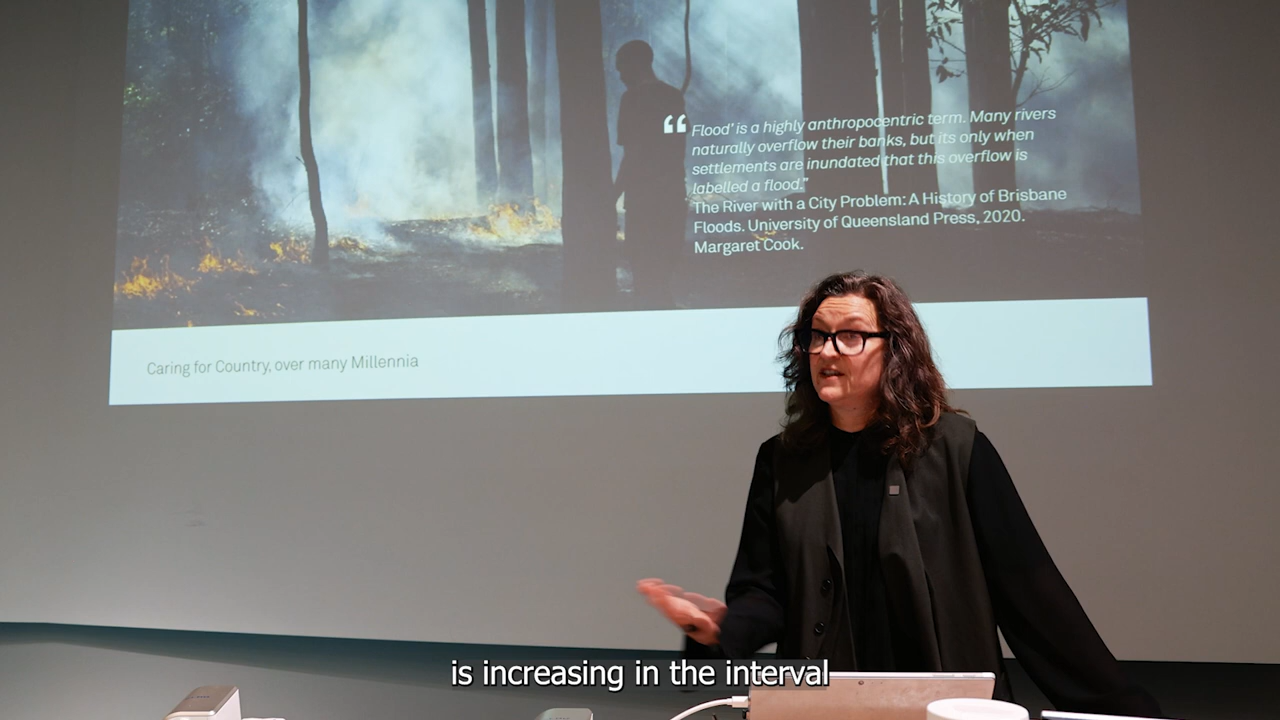 “ Flood’ is a highly anthropocentric term. Many rivers
naturally overflow their banks, but its only when
settlements are inundated that this overflow is
labelled a flood.”
The River with a City Problem: A History of Brisbane
Floods. University of Queensland Press, 2020.
Margaret Cook.
Caring for Country, over many Millennia
is increasing in the interval